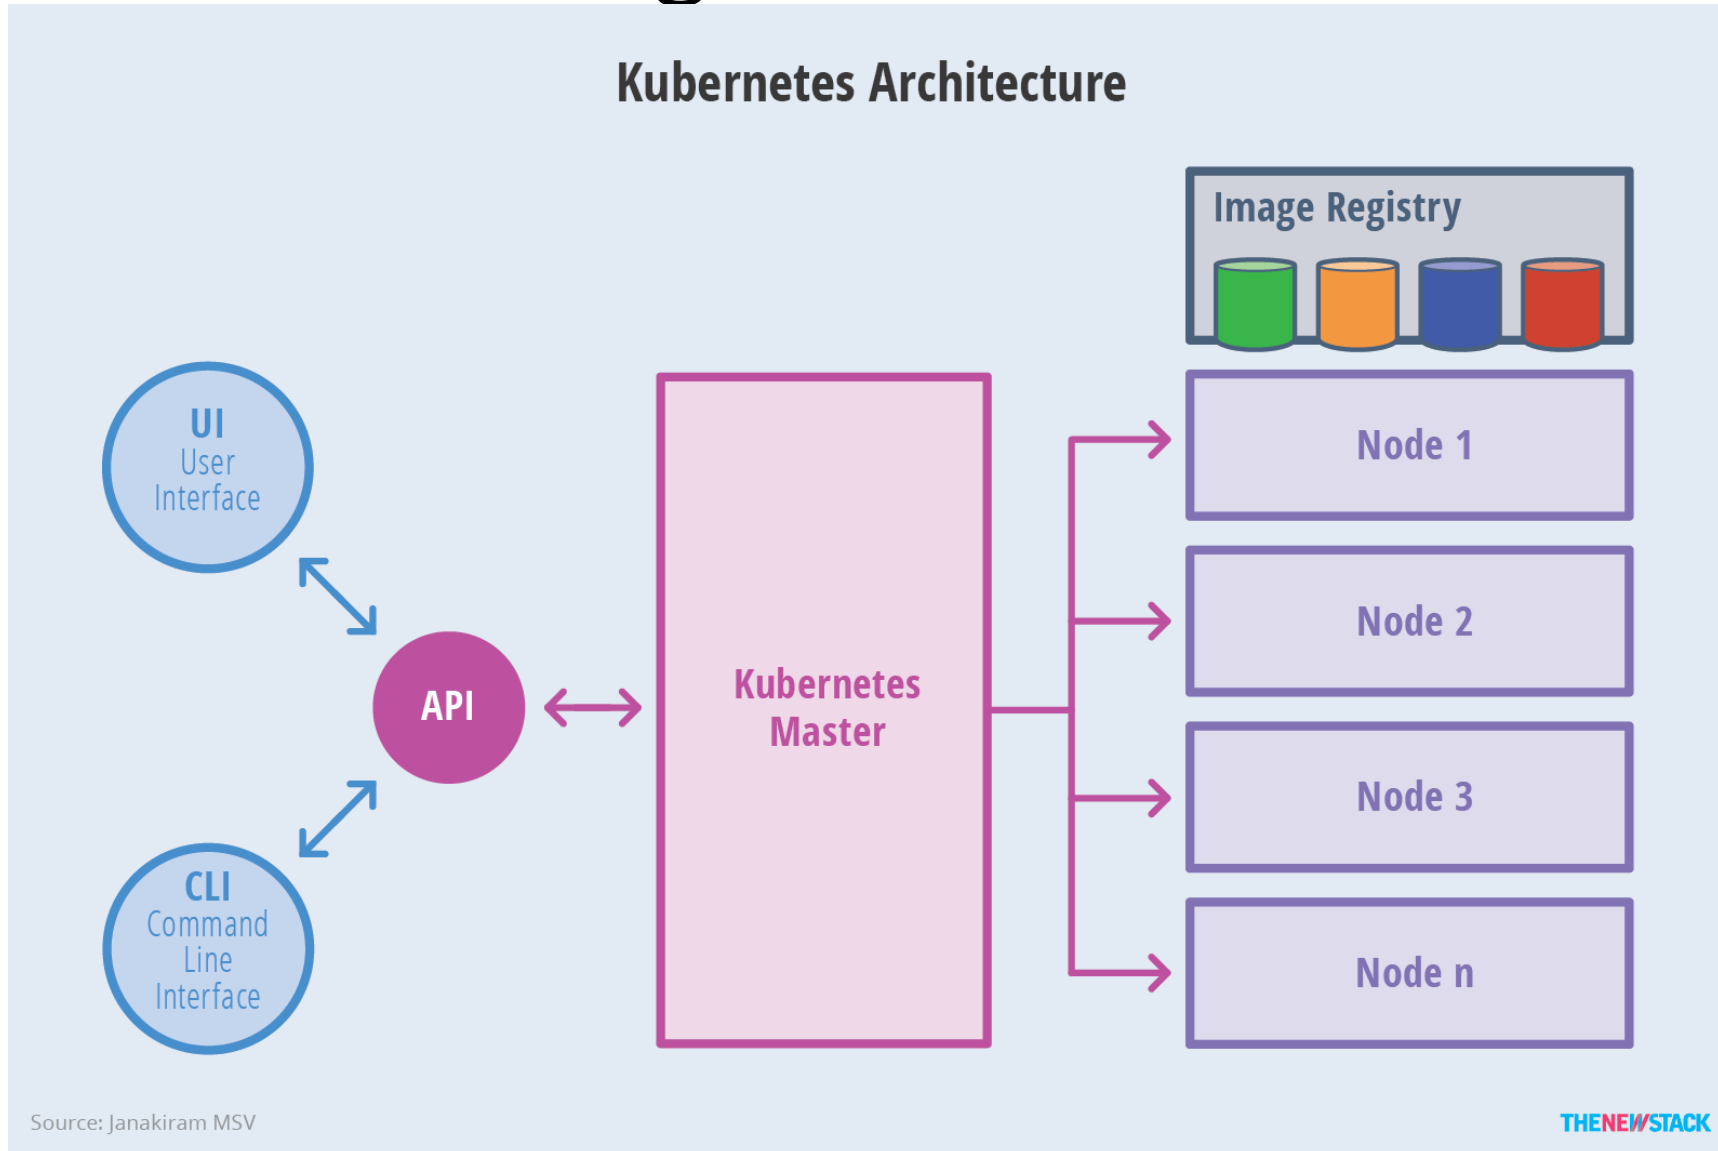 Kubernetes Architecture
Image Registry
UI
User
Interface
API
CLI
Command
Line
Interface
Kubernetes
Master
Node 1
Node 2
Node 3
Node n
Source: Janakiram MSV
THENEWSTACK